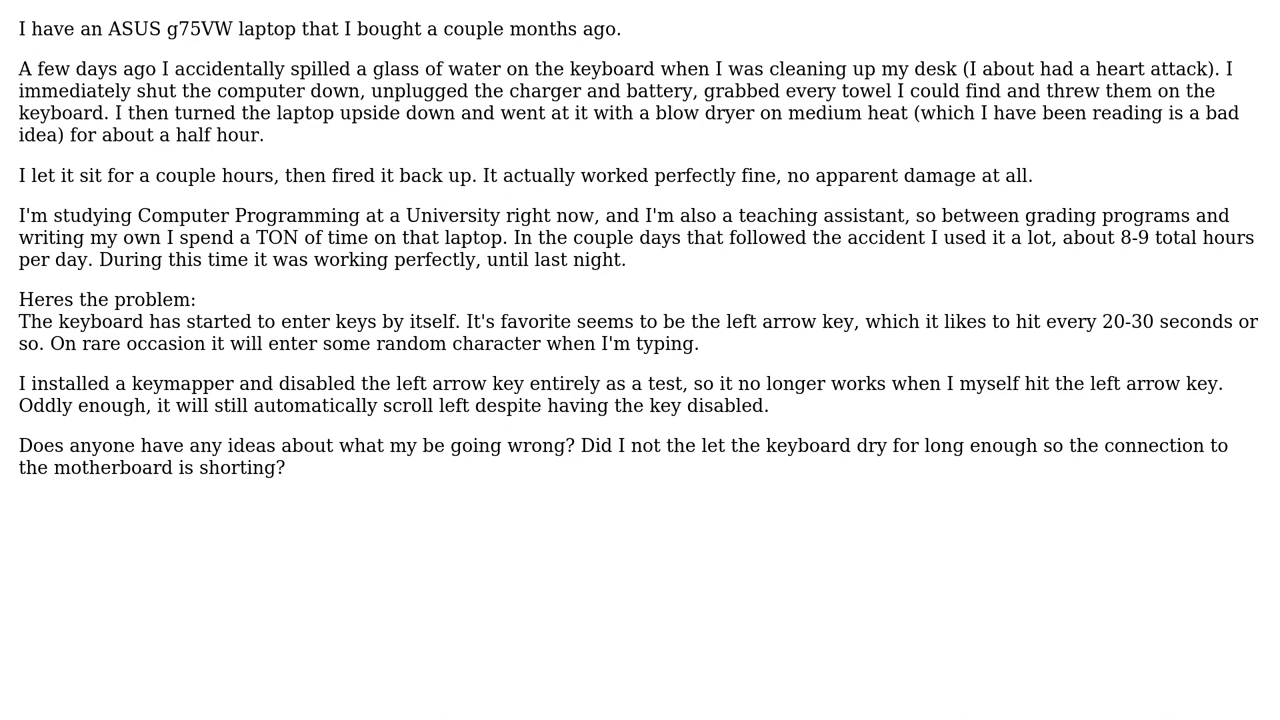 I have an ASUS g75VW laptop that I bought a couple months ago.
A few days ago I accidentally spilled a glass of water on the keyboard when I was cleaning up my desk (I about had a heart attack). I
immediately shut the computer down, unplugged the charger and battery, grabbed every towel I could find and threw them on the
keyboard. I then turned the laptop upside down and went at it with a blow dryer on medium heat (which I have been reading is a bad
idea) for about a half hour.
I let it sit for a couple hours, then fired it back up. It actually worked perfectly fine, no apparent damage at all.
I'm studying Computer Programming at a University right now, and I'm also a teaching assistant, so between grading programs and
writing my own I spend a TON of time on that laptop. In the couple days that followed the accident I used it a lot, about 8-9 total hours
per day. During this time it was working perfectly, until last night.
Heres the problem:
The keyboard has started to enter keys by itself. It's favorite seems to be the left arrow key, which it likes to hit every 20-30 seconds or
so. On rare occasion it will enter some random character when I'm typing.
I installed a keymapper and disabled the left arrow key entirely as a test, so it no longer works when I myself hit the left arrow key.
Oddly enough, it will still automatically scroll left despite having the key disabled.
Does anyone have any ideas about what my be going wrong? Did I not the let the keyboard dry for long enough so the connection to
the motherboard is shorting?